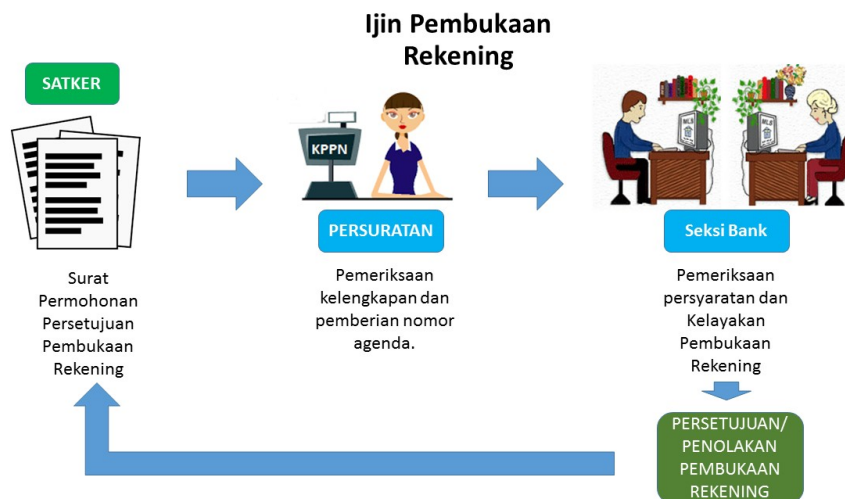 Ijin Pembukaan
Rekening
SATKER
KPPN
PERSURATAN
Seksi Bank
Surat
Permohonan
Persetujuan
Pembukaan
Rekening
Pemeriksaan
kelengkapan dan
pemberian nomor
agenda.
Pemeriksaan
persyaratan dan
Kelayakan
Pembukaan
Rekening
PERSETUJUAN/
PENOLAKAN
PEMBUKAAN
REKENING